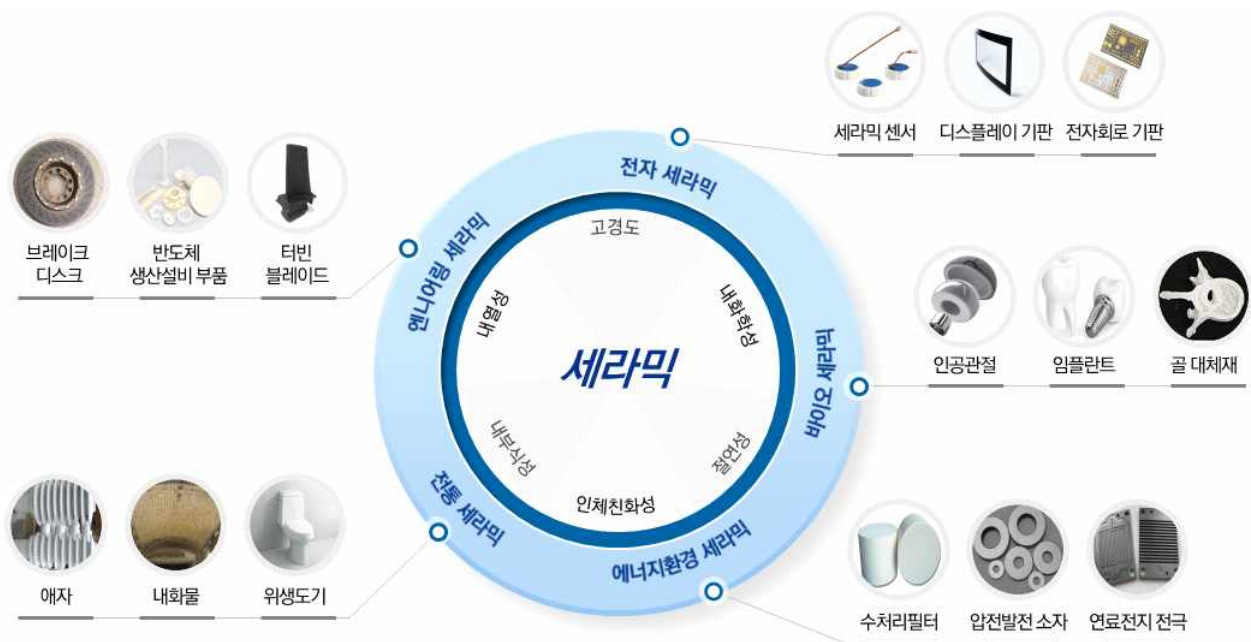 세라믹 센서
디스플레이 기판
전자회로 기판
브레이크
디스크
반도체
생산설비 부품
터빈
블레이드
전자 세라믹
엔니어링 세라믹
바이오 세라믹
에너지환경 세라믹
전통 세라믹
고경도
내열성
내화학성
세라믹
내부식성
절연성
인체친화성
인공관절
임플란트
골 대체재
애자
내화물
위생도기
수처리필터
압전발전 소자
연료전지 전극